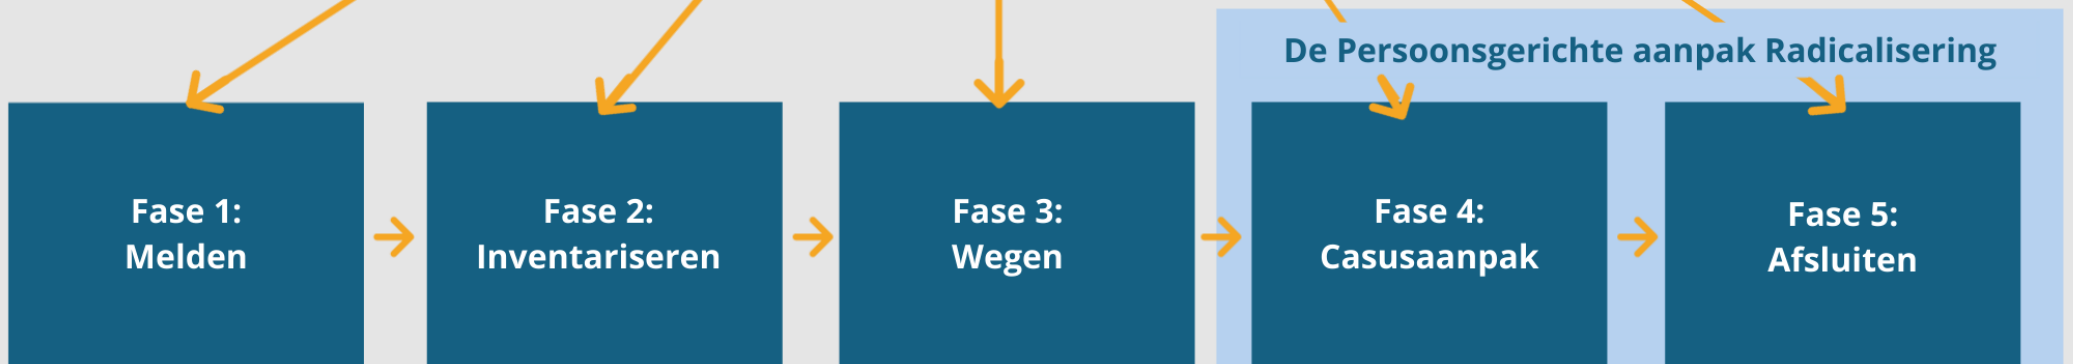 De Persoonsgerichte aanpak Radicalisering
Fase 1:
Melden
Fase 2:
Inventariseren
Fase 3:
Wegen
Fase 4:
Casusaanpak
Fase 5:
Afsluiten